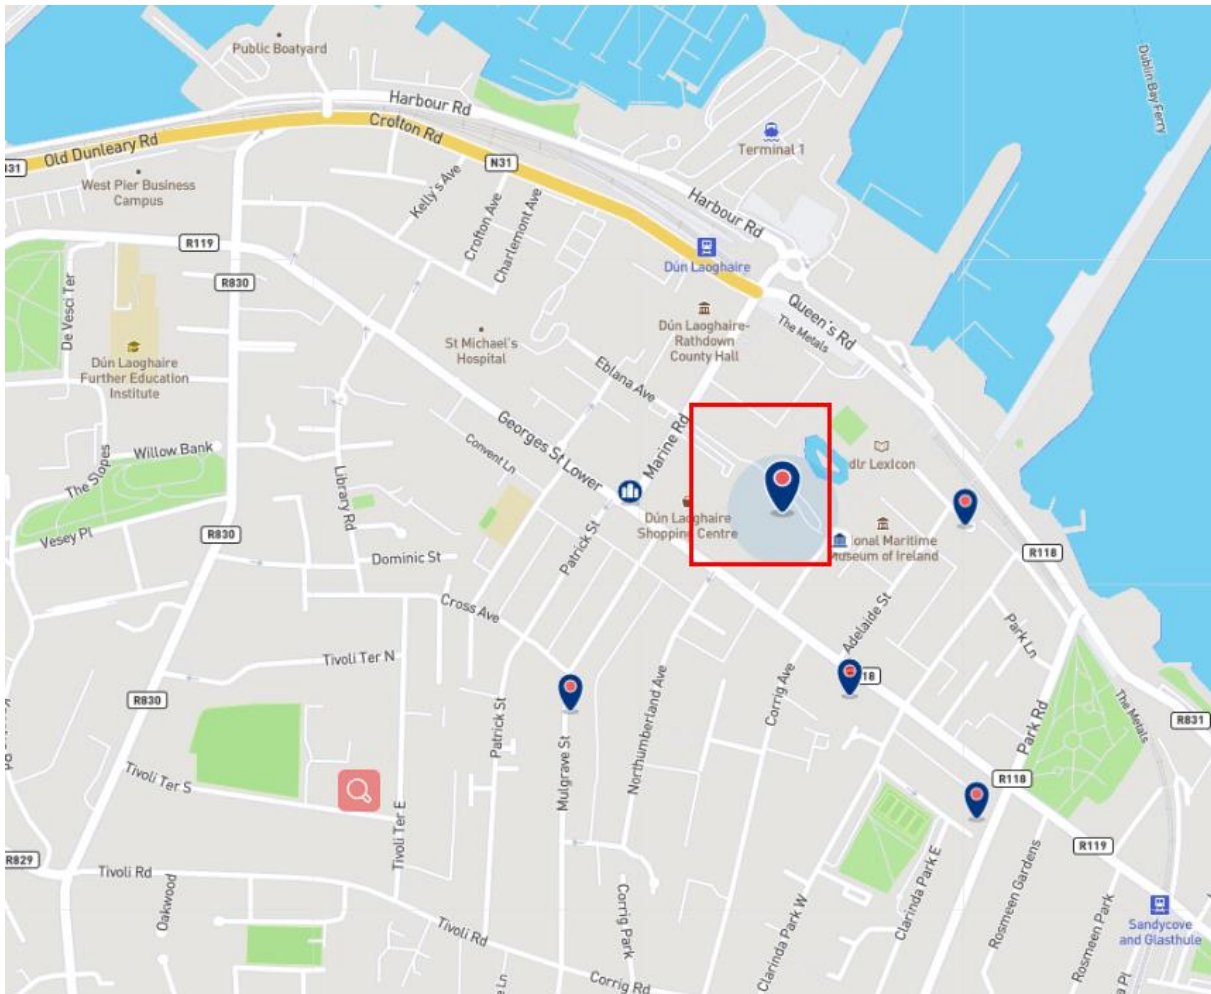 Public Boatyard
Harbour Rd
Crofton Rd
Old Dunleary Rd
N31
West Pier Business
Campus
Kelly's Ave
Crofton Ave
Charlemont Ave
Terminal 1
Dublin Bay Ferry
Harbour Rd
R119
R830
De Vesci Ter
Dún Laoghaire
Queen's Rd
The Metals
Dún Laoghaire-
Rathdown
County Hall
St Michael's
Hospital
Dún Laoghaire
Further Education
Institute
Eblana Ave
Marine Rd
Georges St Lower
Convent Ln
Willow Bank
The Slopes
Library Rd
Vesey Pl
R830
dlr LexIcon
Dún Laoghaire
Shopping Centre
onal Maritime
Museum of Ireland
R118
Patrick St
Dominic St
Cross Ave
Adelaide St
Park Ln
Tivoli Ter N
R830
Patrick St
Mulgrave St
Northumberland Ave
Corrig Ave
18
Park Rd
The Metals
R831
Tivoli Ter S
Tivoli Ter E
R118
R119
R829
Tivoli Rd
Oakwood
Tivoli Rd
Corrig Park
Corrig Rd
Clarinda Park W
Clarinda Park E
Rosmeen Gardens
Rosmeen Park
Sandycove
and Glasthule